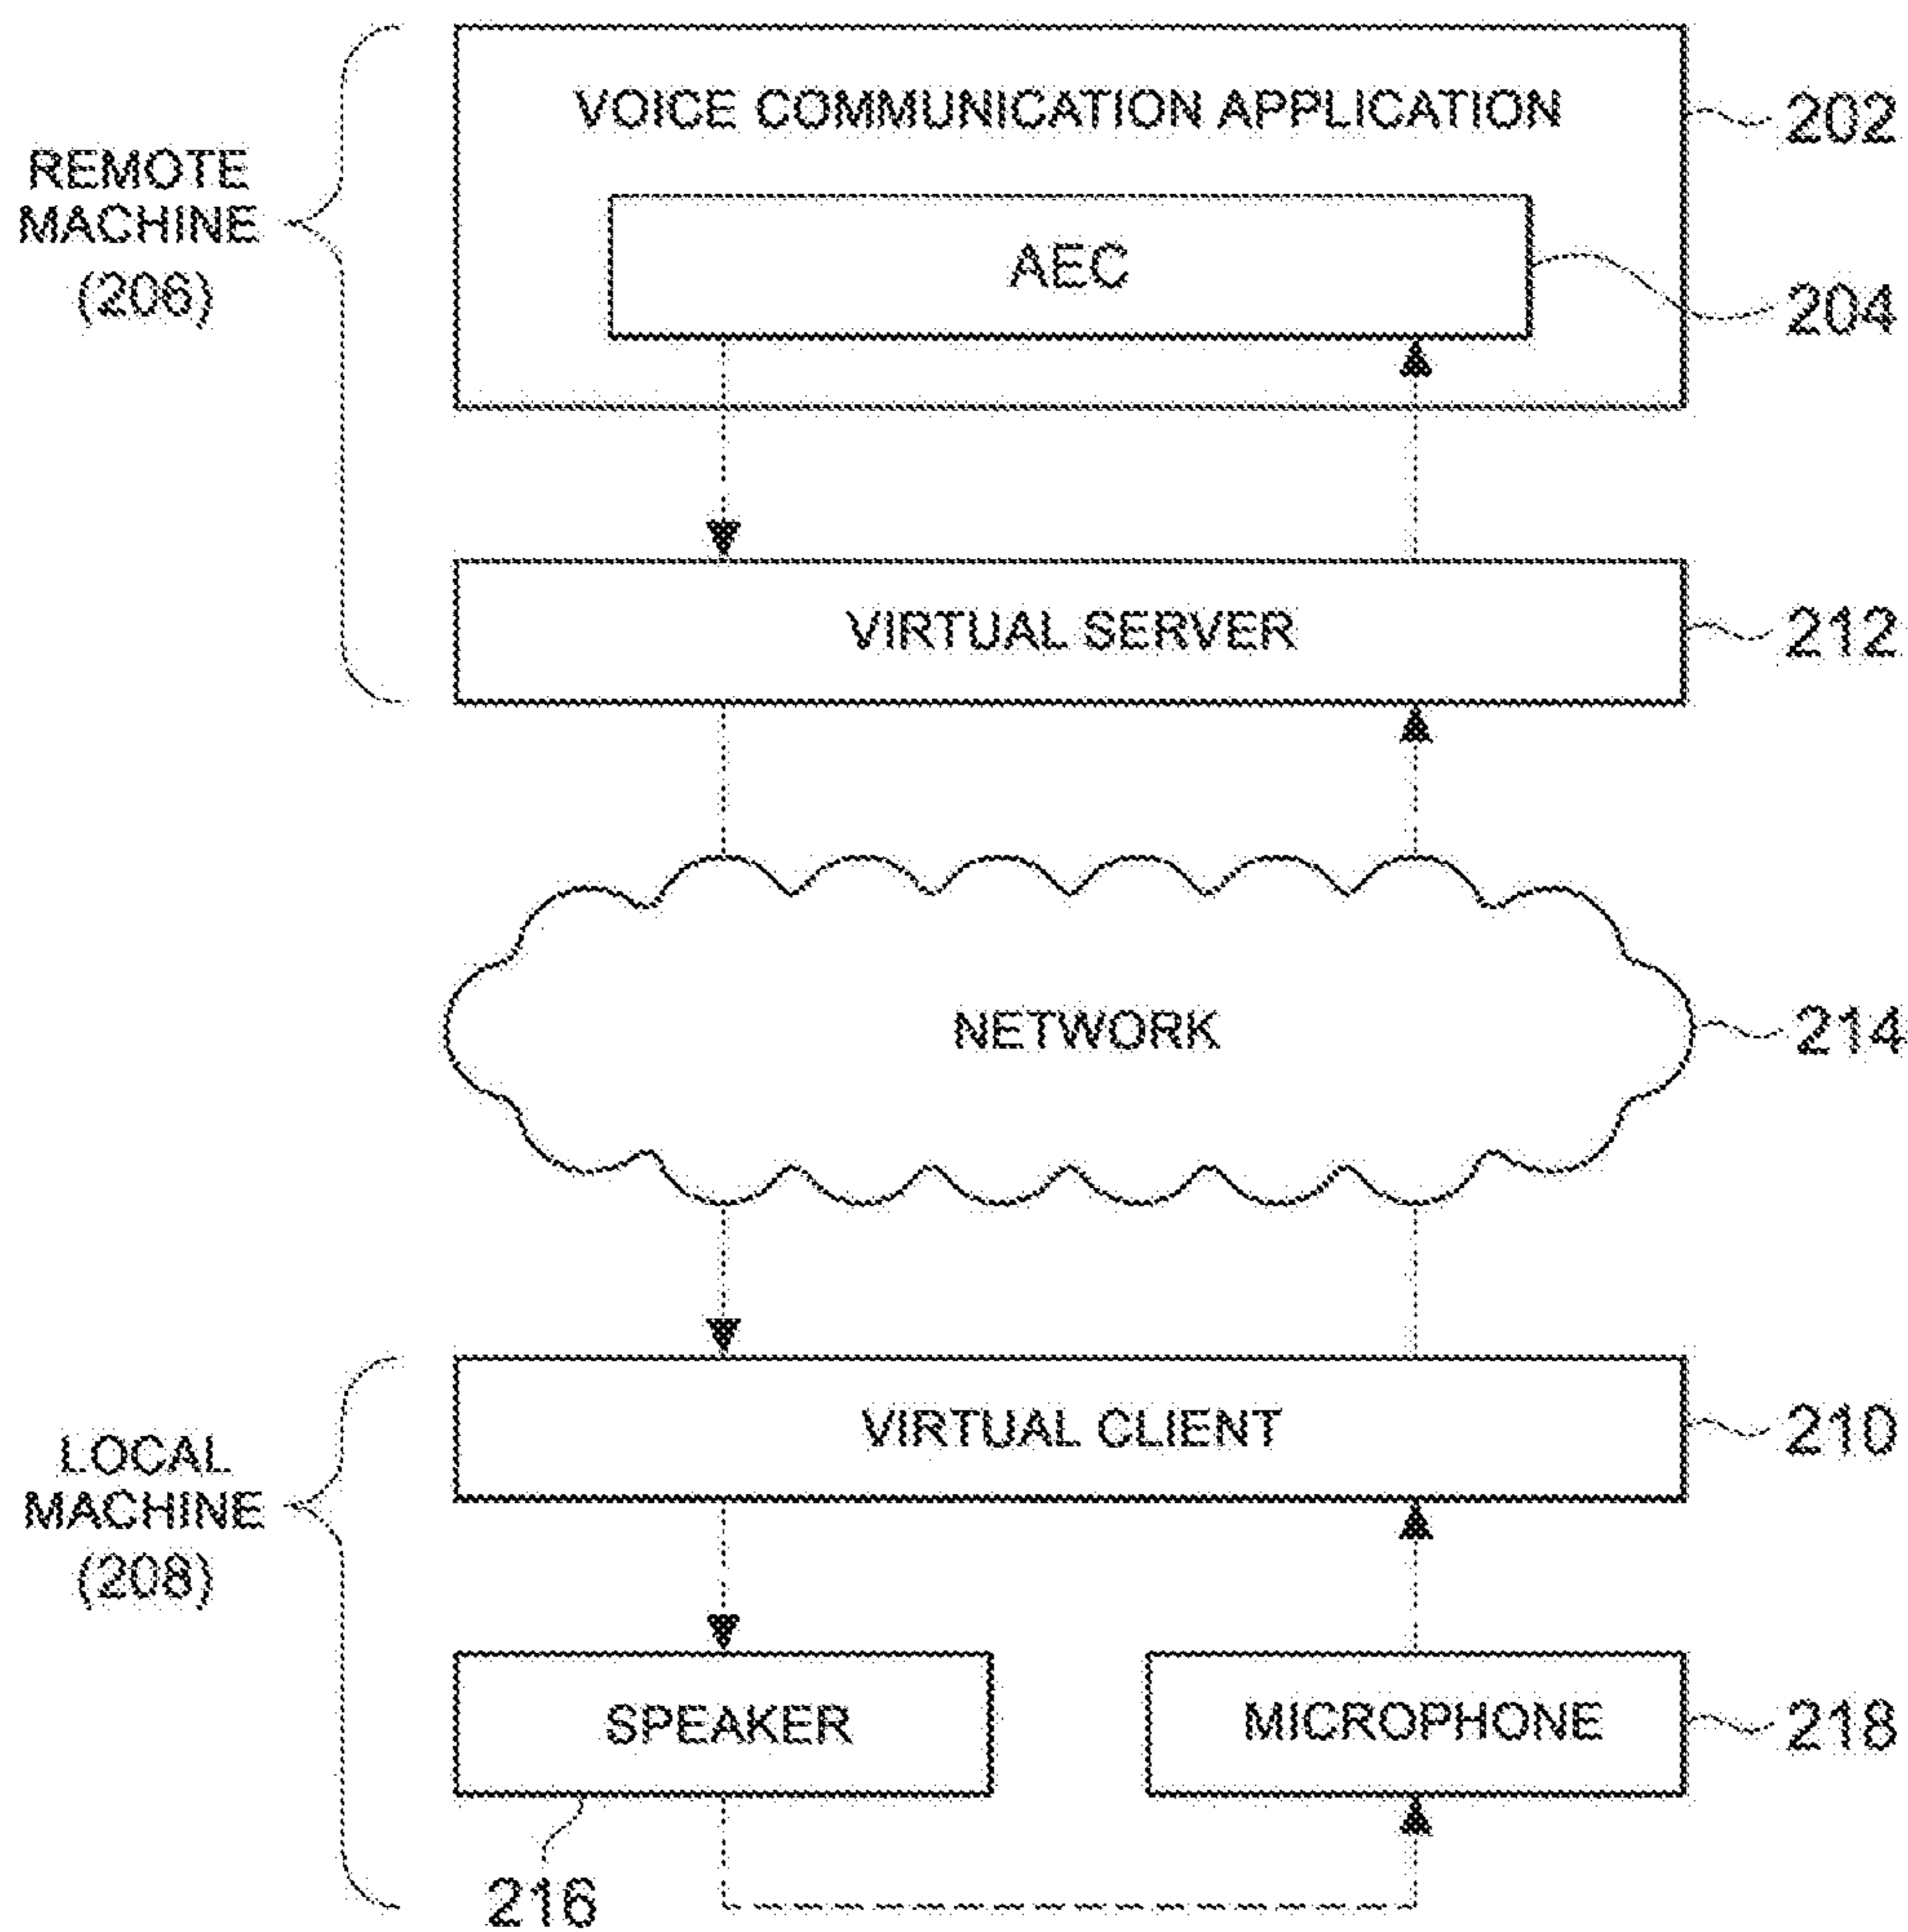 VOICE COMMUNICATION APPLICATION
202
REMOTE
MACHINE
(206)
AEC
204
VIRTUAL SERVER
212
NETWORK
214
VIRTUAL CLIENT
210
LOCAL
MACHINE
(208)
SPEAKER
MICROPHONE
218
216